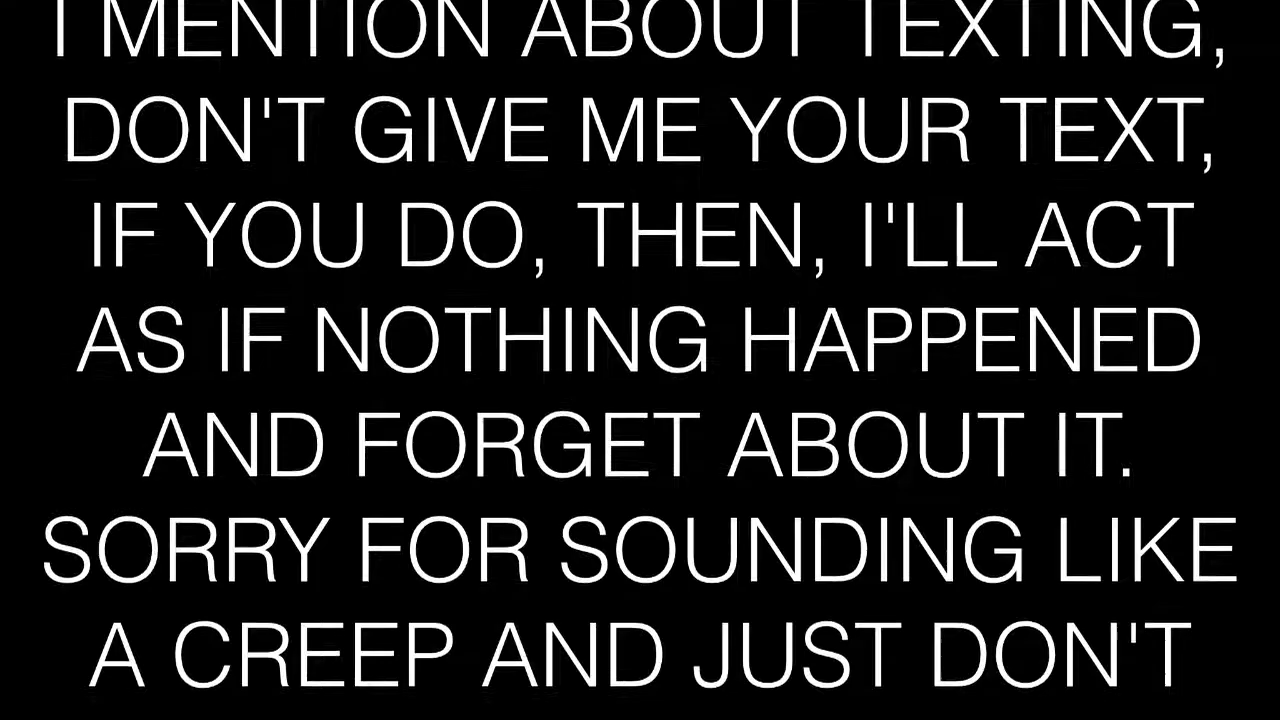 I MENTION ABOUT TEXTING,
DON'T GIVE ME YOUR TEXT,
IF YOU DO, THEN, I'LL ACT
AS IF NOTHING HAPPENED
AND FORGET ABOUT IT.
SORRY FOR SOUNDING LIKE
A CREEP AND JUST DON'T